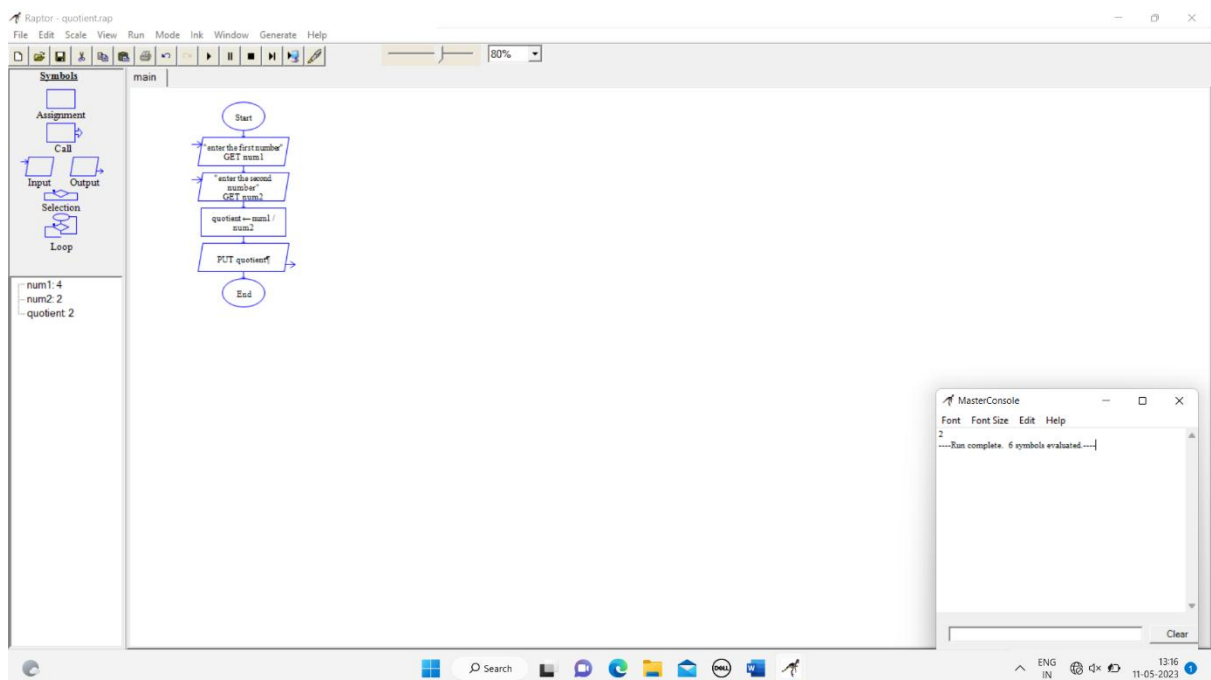 Raptor - quotient.rap
File Edit Scale View Run Mode Ink Window Generate Help
80%
Symbols
main
Assignment
Call
Input Output
Selection
Loop
Start
"enter the first number"
GET num1
"enter the second
number"
GET num2
quotient ← num1 /
num2
PUT quotient¶
End
num1: 4
num2: 2
quotient: 2
MasterConsole
Font Font Size Edit Help
2
----Run complete. 6 symbols evaluated.----
Clear
Search
DELL
W
ENG
IN
13:16
11-05-2023
1